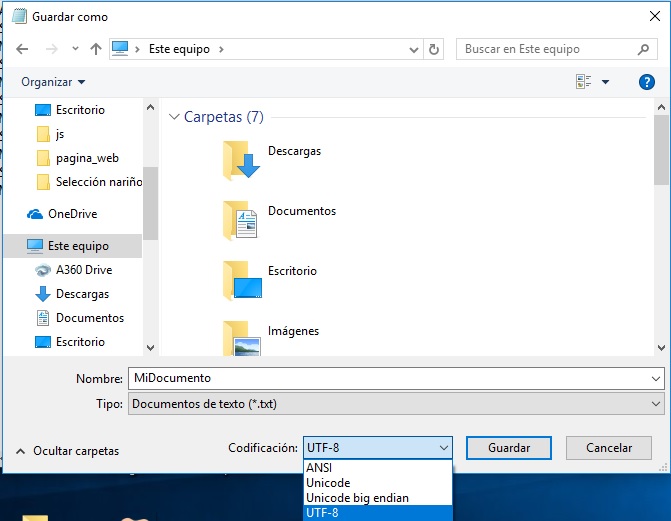 Guardar como
Este equipo
Buscar en Este equipo
Organizar
Escritorio
js
pagina_web
Selección nariño
OneDrive
Este equipo
A360 Drive
Descargas
Documentos
Escritorio
Carpetas (7)
Descargas
Documentos
Escritorio
Imágenes
Nombre: MiDocumento
Tipo: Documentos de texto (*.txt)
Ocultar carpetas
Codificación: UTF-8
Guardar
Cancelar
ANSI
Unicode
Unicode big endian
UTF-8